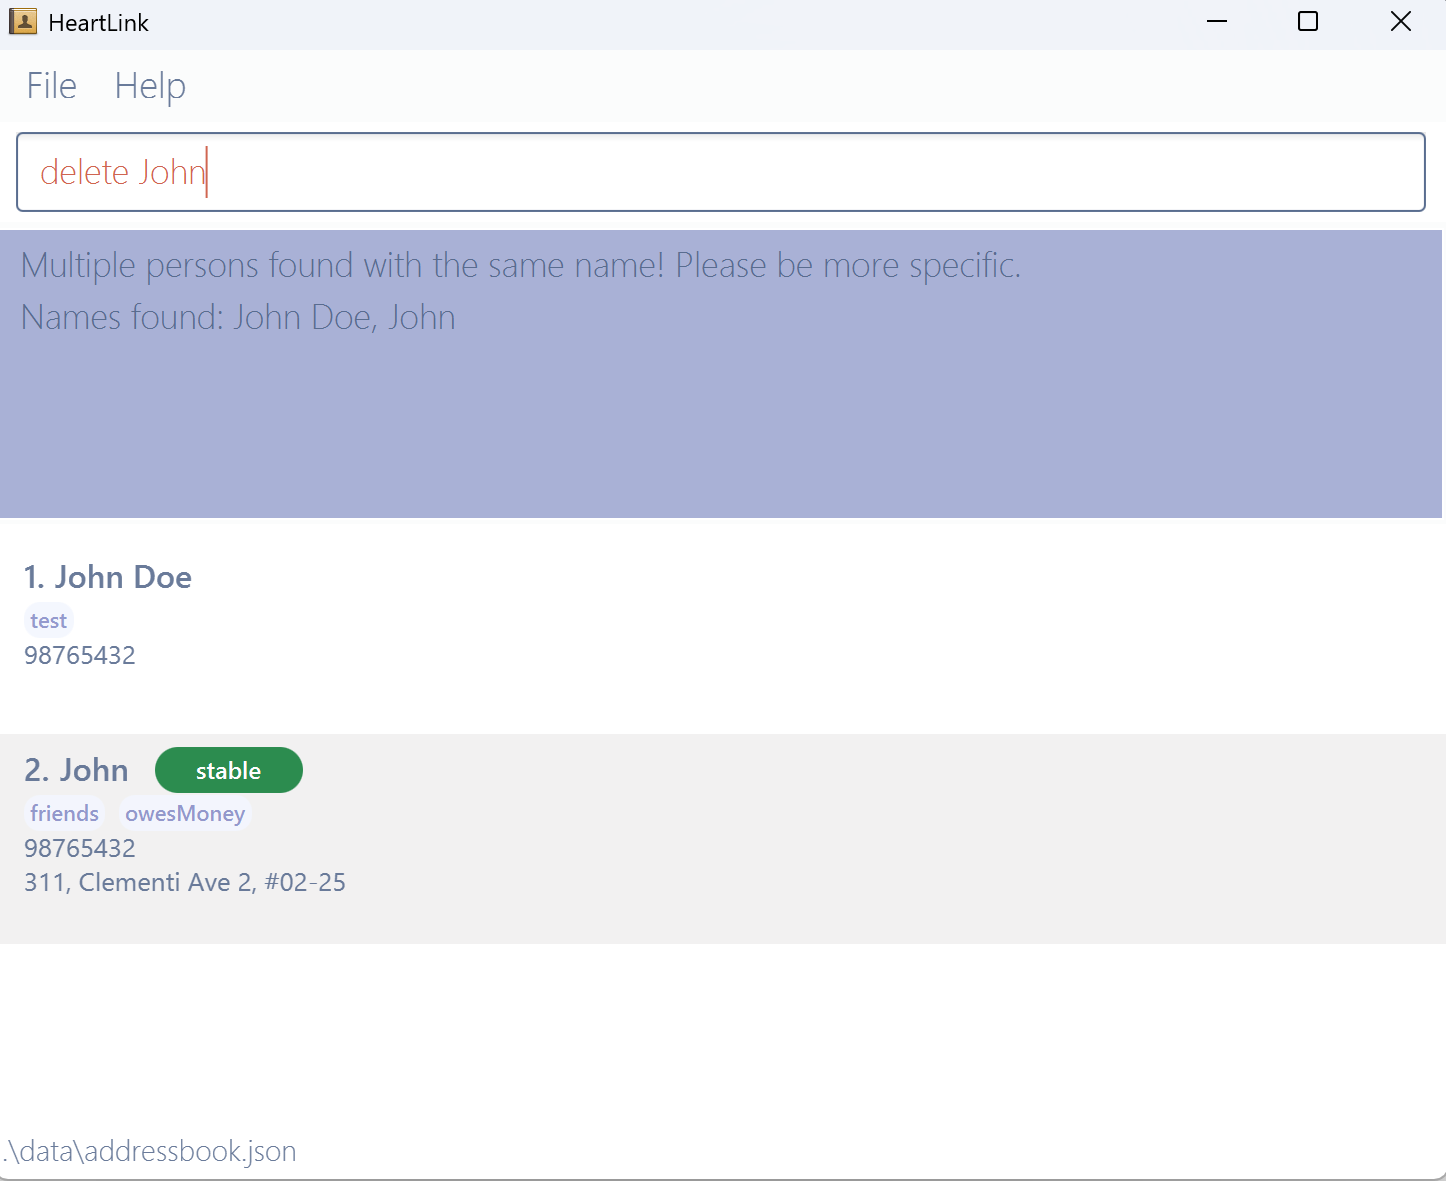 HeartLink
File Help
delete John
Multiple persons found with the same name! Please be more specific.
Names found: John Doe, John
1. John Doe
test
98765432
2. John stable
friends owesMoney
98765432
311, Clementi Ave 2, #02-25
.\data\addressbook.json